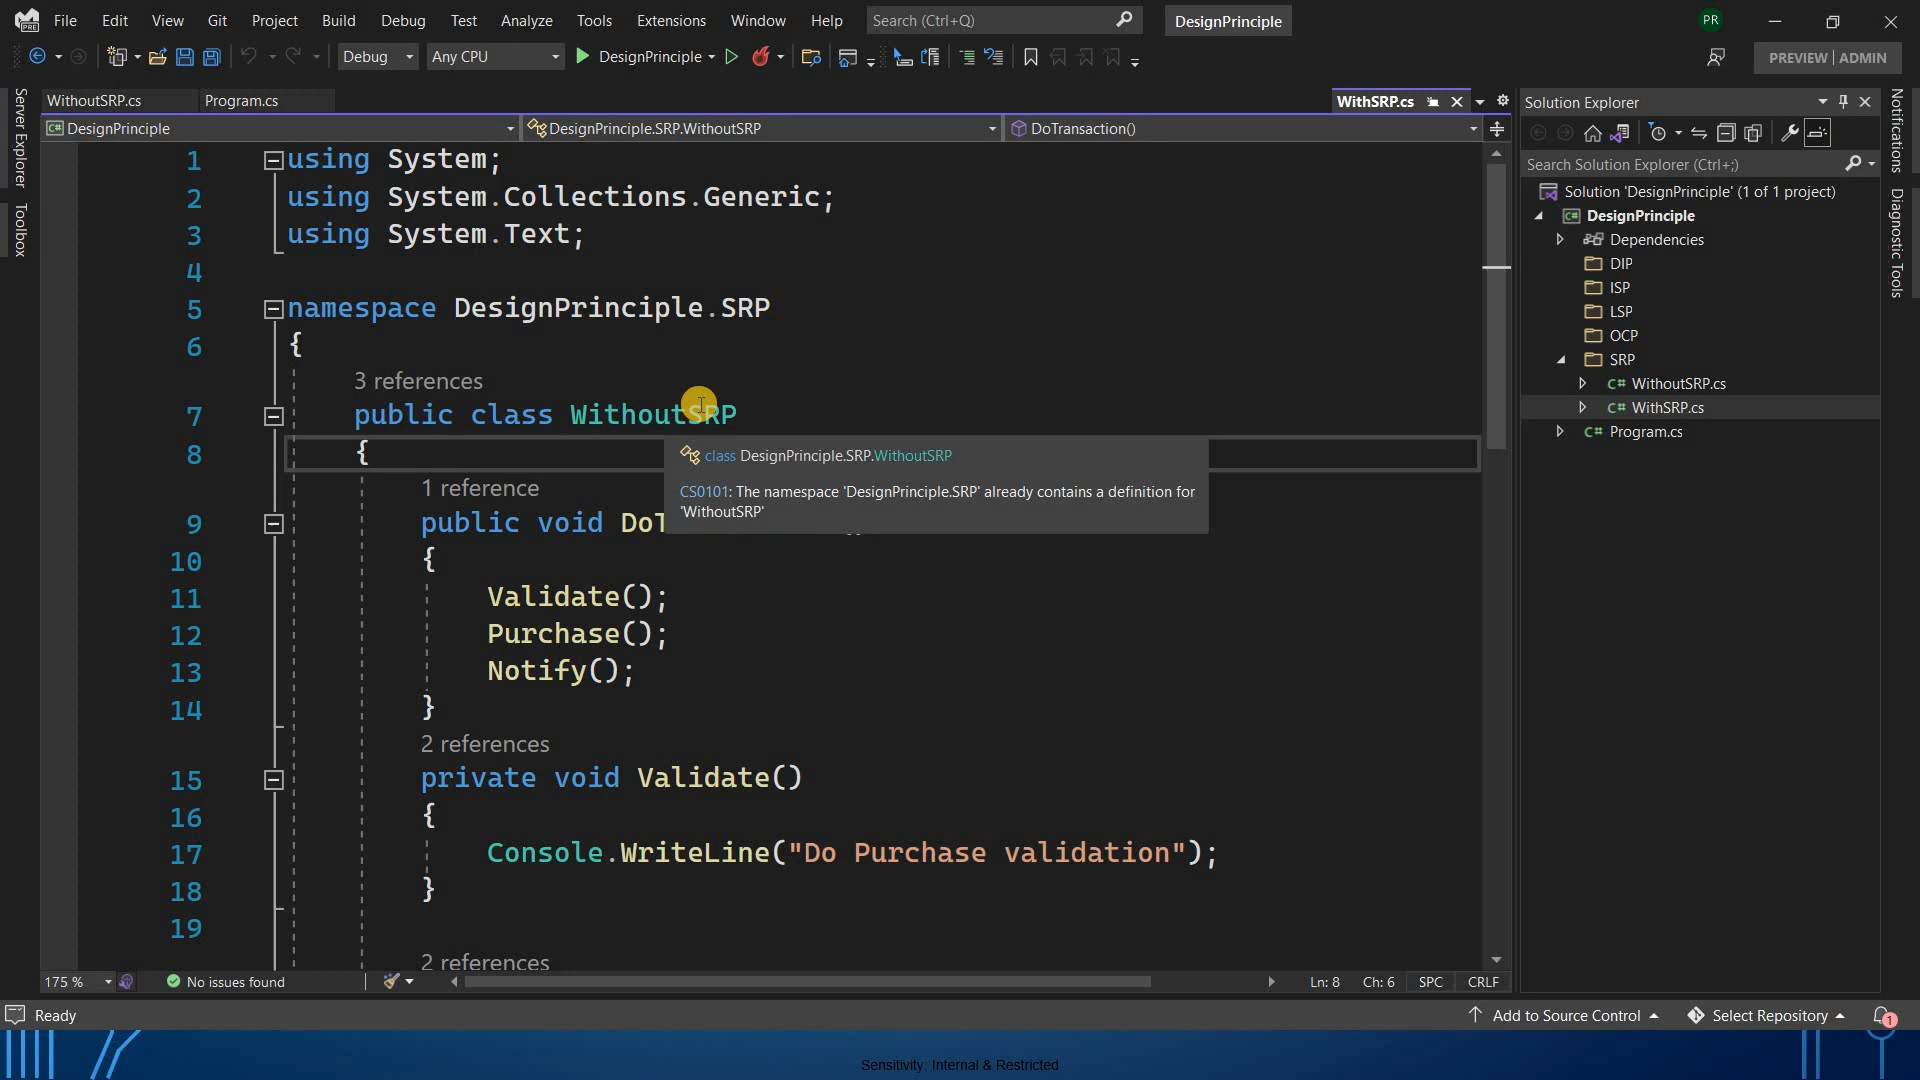 File Edit View Git Project Build Debug Test Analyze Tools Extensions Window Help Search (Ctrl+Q) DesignPrinciple PR
Debug Any CPU DesignPrinciple PREVIEW ADMIN
WithoutSRP.cs Program.cs WithSRP.cs
DesignPrinciple DesignPrinciple.SRP.WithoutSRP DoTransaction()
1 using System;
2 using System.Collections.Generic;
3 using System.Text;
4
5 namespace DesignPrinciple.SRP
6 {
3 references
7 public class WithoutSRP
8 {
class DesignPrinciple.SRP.WithoutSRP
CS0101: The namespace 'DesignPrinciple.SRP' already contains a definition for
'WithoutSRP'
1 reference
9 public void
10 {
11 Validate();
12 Purchase();
13 Notify();
14 }
2 references
15 private void Validate()
16 {
17 Console.WriteLine("Do Purchase validation");
18 }
19
2 references
175 % No issues found Ln: 8 Ch: 6 SPC CRLF
Server Explorer
Toolbox
Solution Explorer
Search Solution Explorer (Ctrl+;)
Solution 'DesignPrinciple' (1 of 1 project)
DesignPrinciple
Dependencies
DIP
ISP
LSP
OCP
SRP
WithoutSRP.cs
WithSRP.cs
Program.cs
Notifications
Diagnostic Tools
Ready Add to Source Control Select Repository 1
Sensitivity: Internal & Restricted